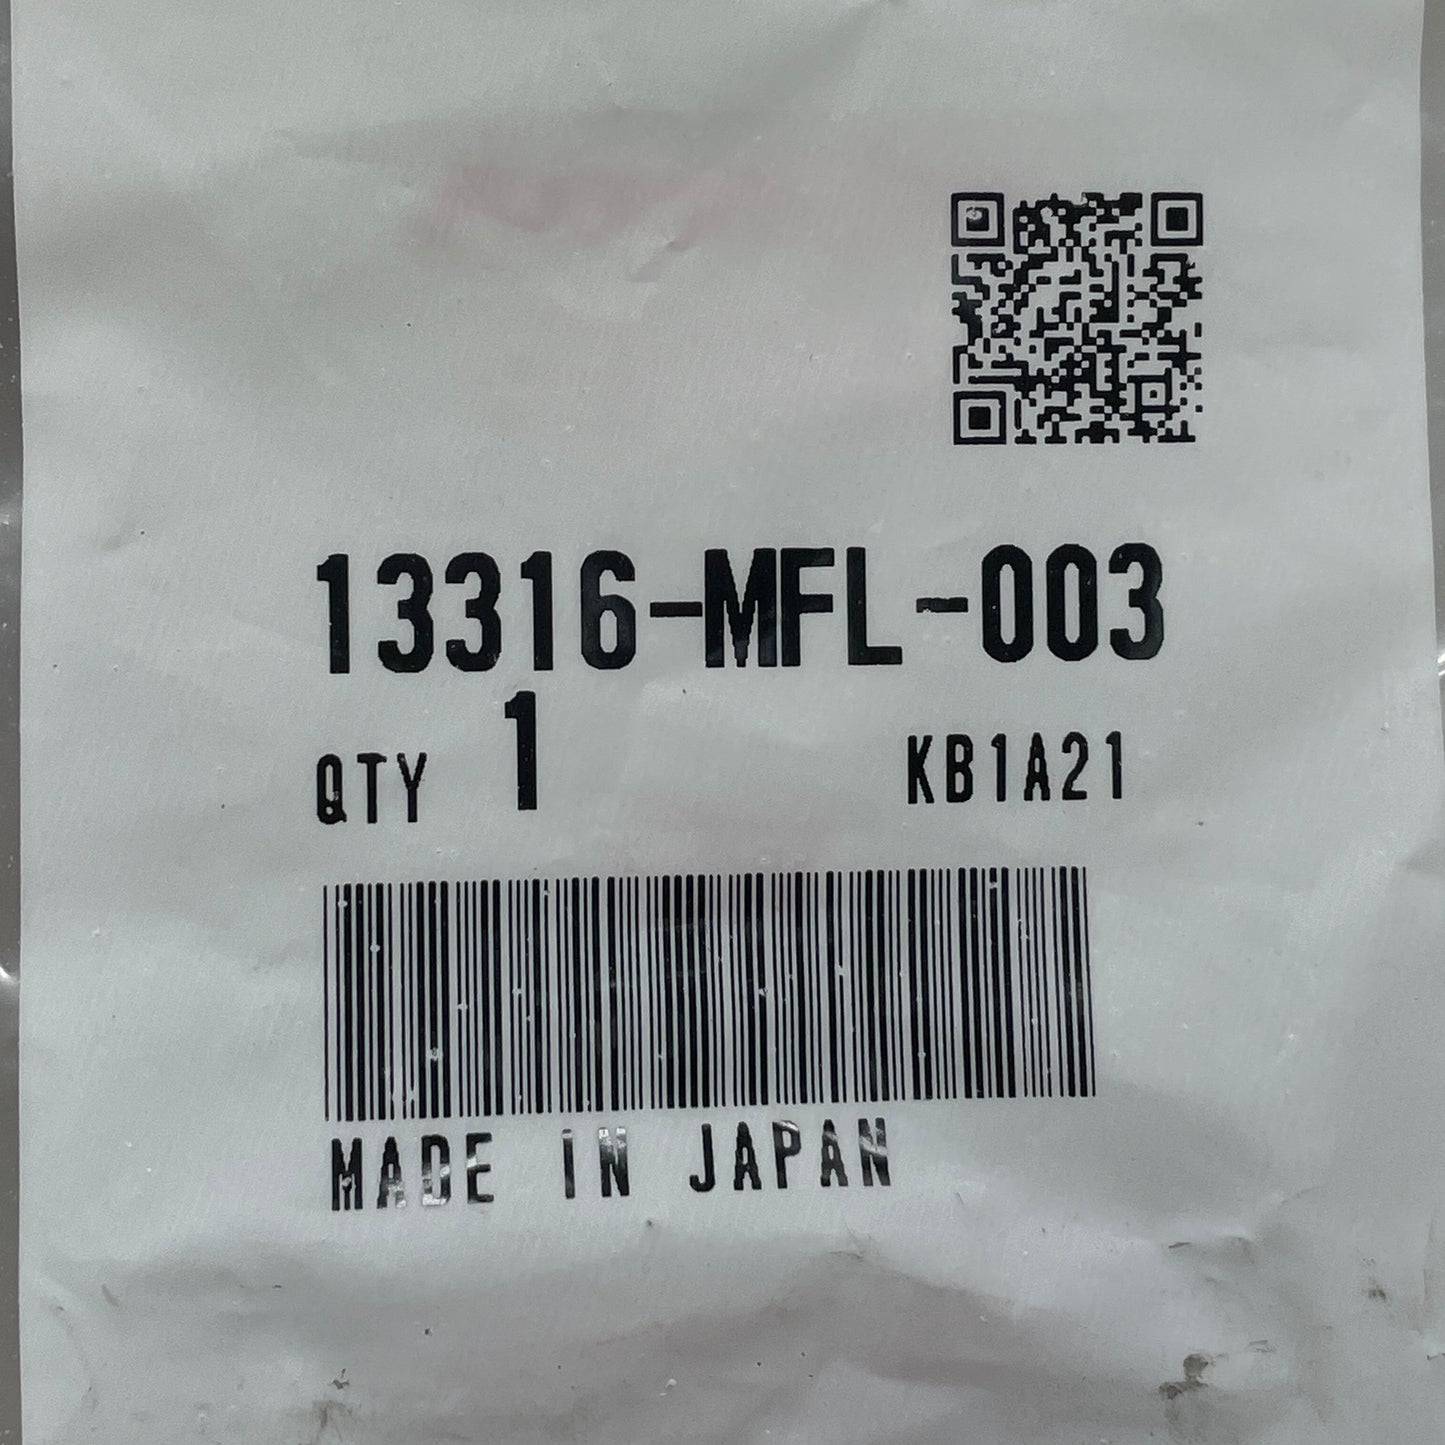 13316-MFL-003
QTY 1 KB1A21
MADE IN JAPAN